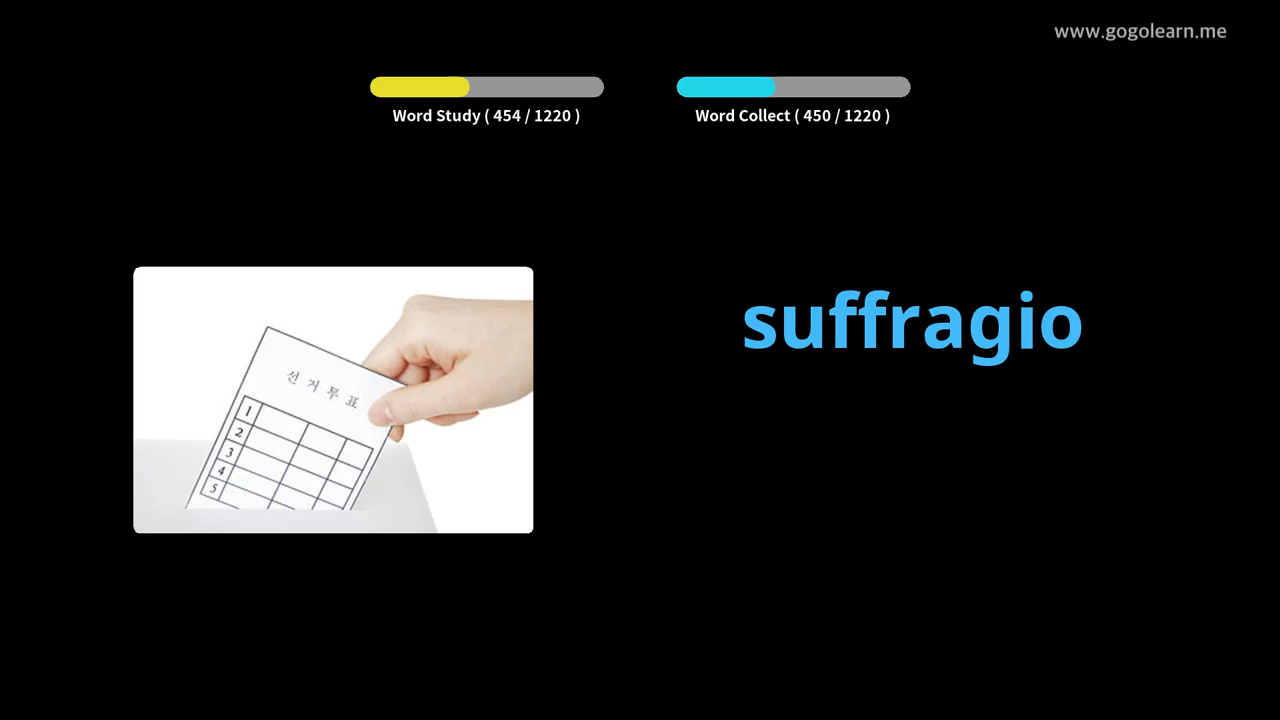 www.gogolearn.me
Word Study ( 454 / 1220 )
Word Collect ( 450 / 1220 )
suffragio
선거투표
1
2
3
4
5